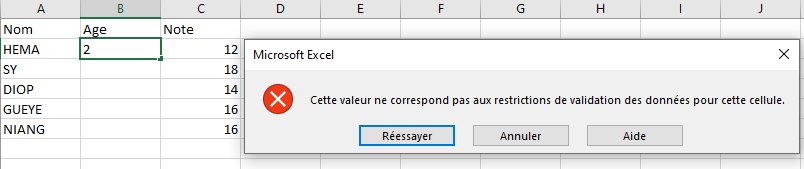 A B C D E F G H I J
Nom Age Note
HEMA 2 12
SY 18
DIOP 14
GUEYE 16
NIANG 16
Microsoft Excel
Cette valeur ne correspond pas aux restrictions de validation des données pour cette cellule.
Réessayer Annuler Aide